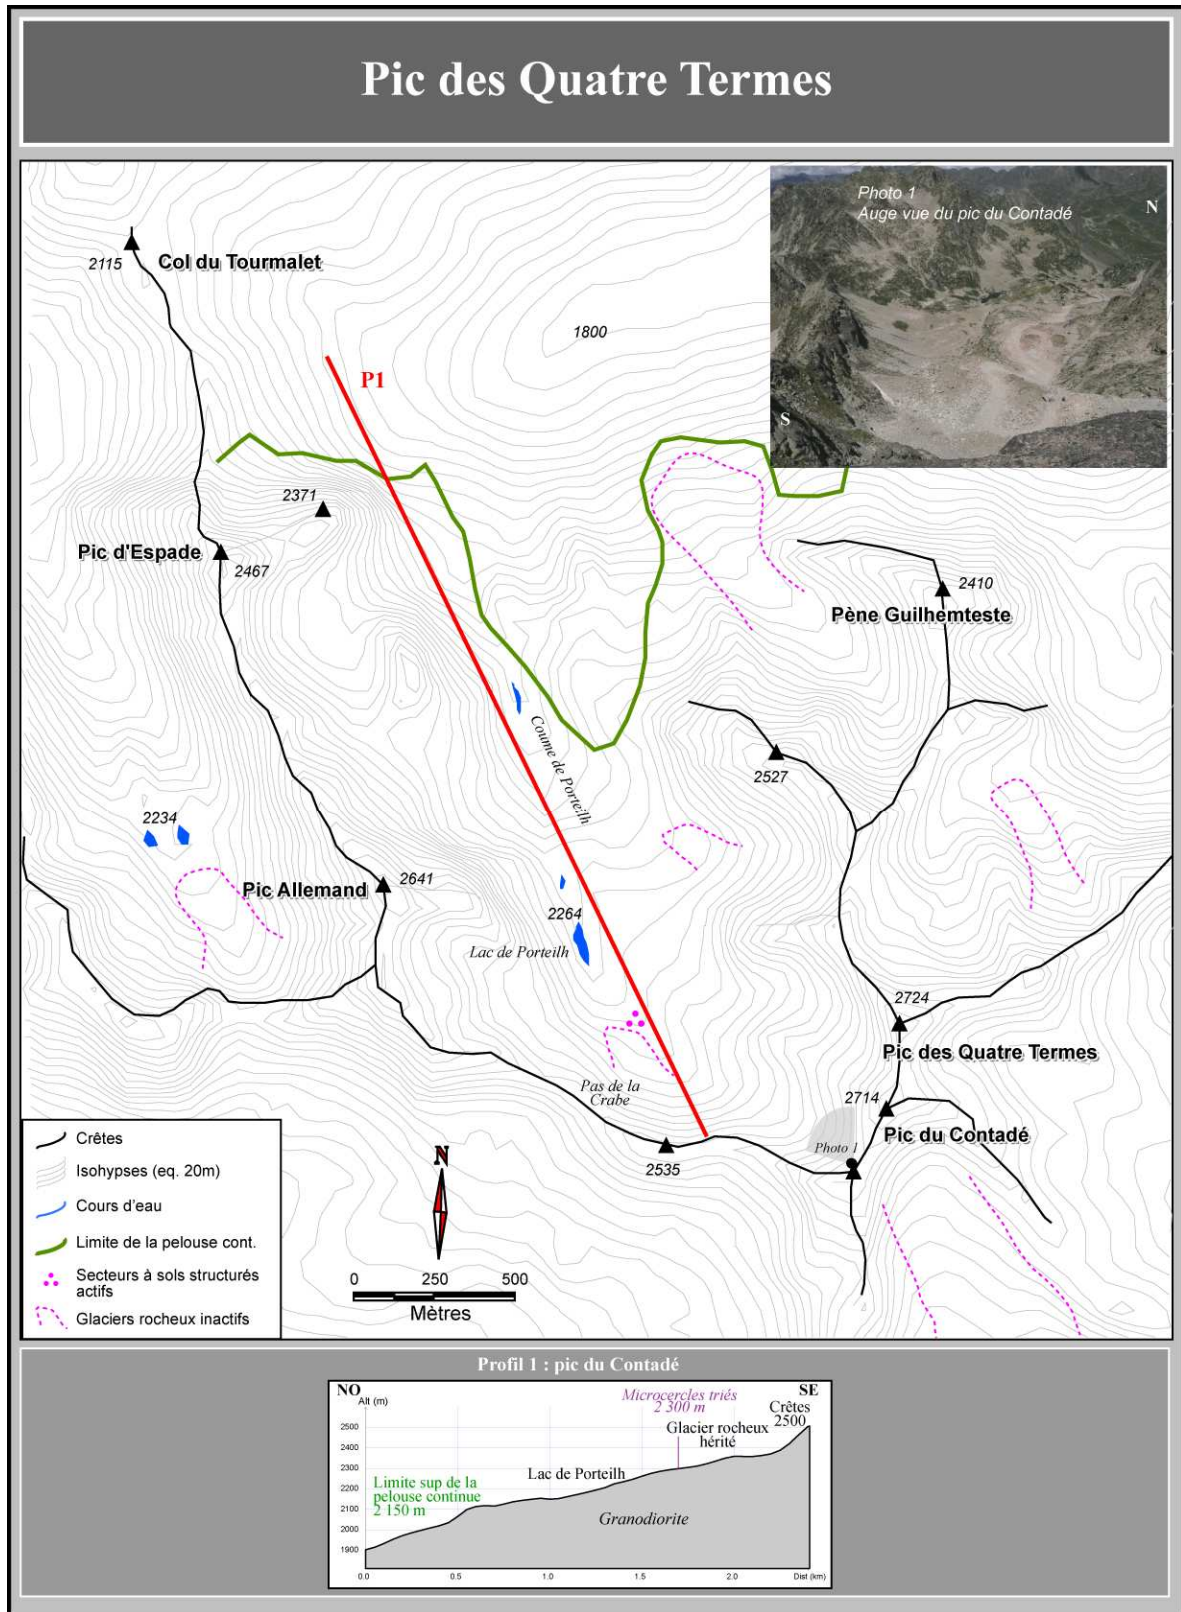 Pic des Quatre Termes
Photo 1
Auge vue du pic du Contadé
N
S
2115
Col du Tourmalet
1800
P1
2371
Pic d'Espade
2467
2410
Pène Guilhemteste
2527
Coume de Porteilh
2234
Pic Allemand
2641
2264
Lac de Porteilh
2724
Pic des Quatre Termes
Pas de la
Crabe
2714
Pic du Contadé
Photo 1
2535
Crêtes
Isohypses (eq. 20m)
Cours d'eau
Limite de la pelouse cont.
Secteurs à sols structurés
actifs
Glaciers rocheux inactifs
N
0 250 500
Mètres
Profil 1 : pic du Contadé
NO
SE
Alt (m)
Microcercles triés
2 300 m
Crêtes
2500
Glacier rocheux
hérité
Lac de Porteilh
Limite sup de la
pelouse continue
2 150 m
Granodiorite
2500
2400
2300
2200
2100
2000
1900
0.0 0.5 1.0 1.5 2.0 Dist (km)